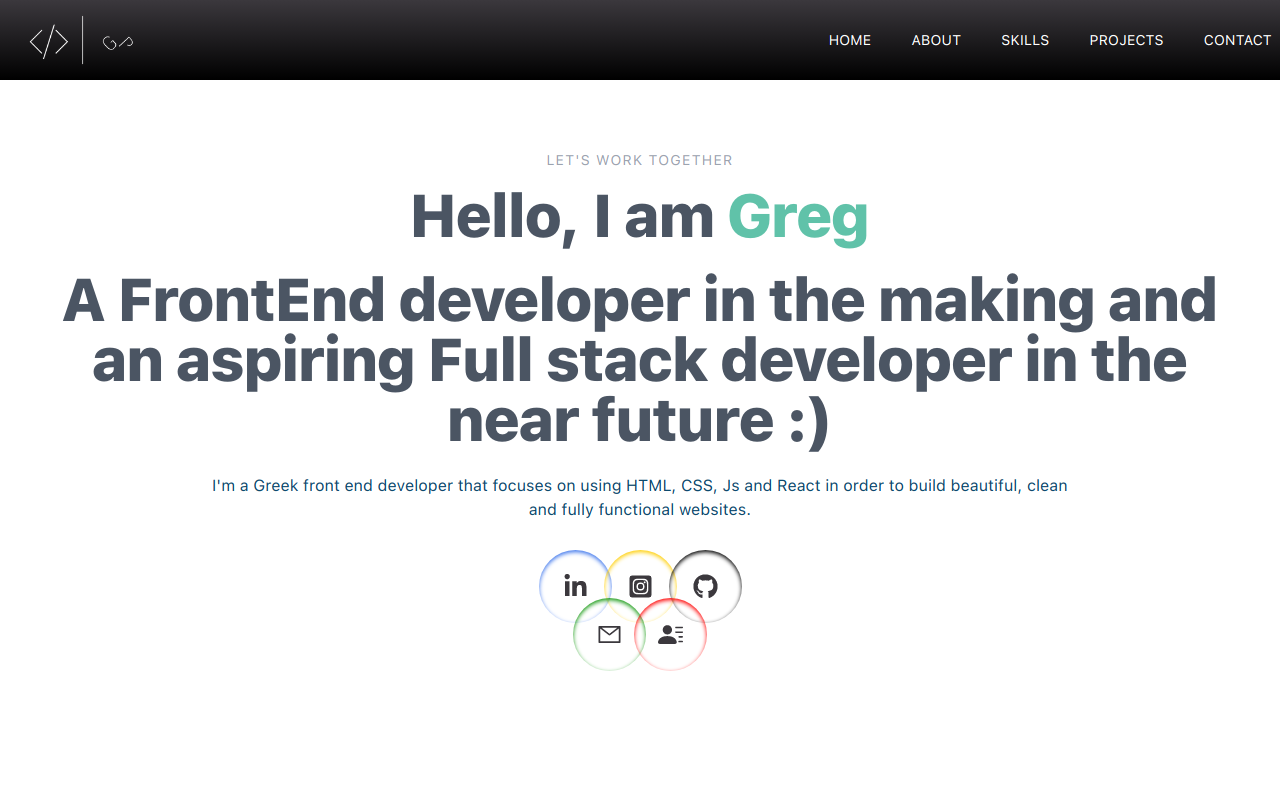 </> GP
HOME ABOUT SKILLS PROJECTS CONTACT
LET'S WORK TOGETHER
Hello, I am Greg
A FrontEnd developer in the making and
an aspiring Full stack developer in the
near future :)
I'm a Greek front end developer that focuses on using HTML, CSS, Js and React in order to build beautiful, clean
and fully functional websites.
in